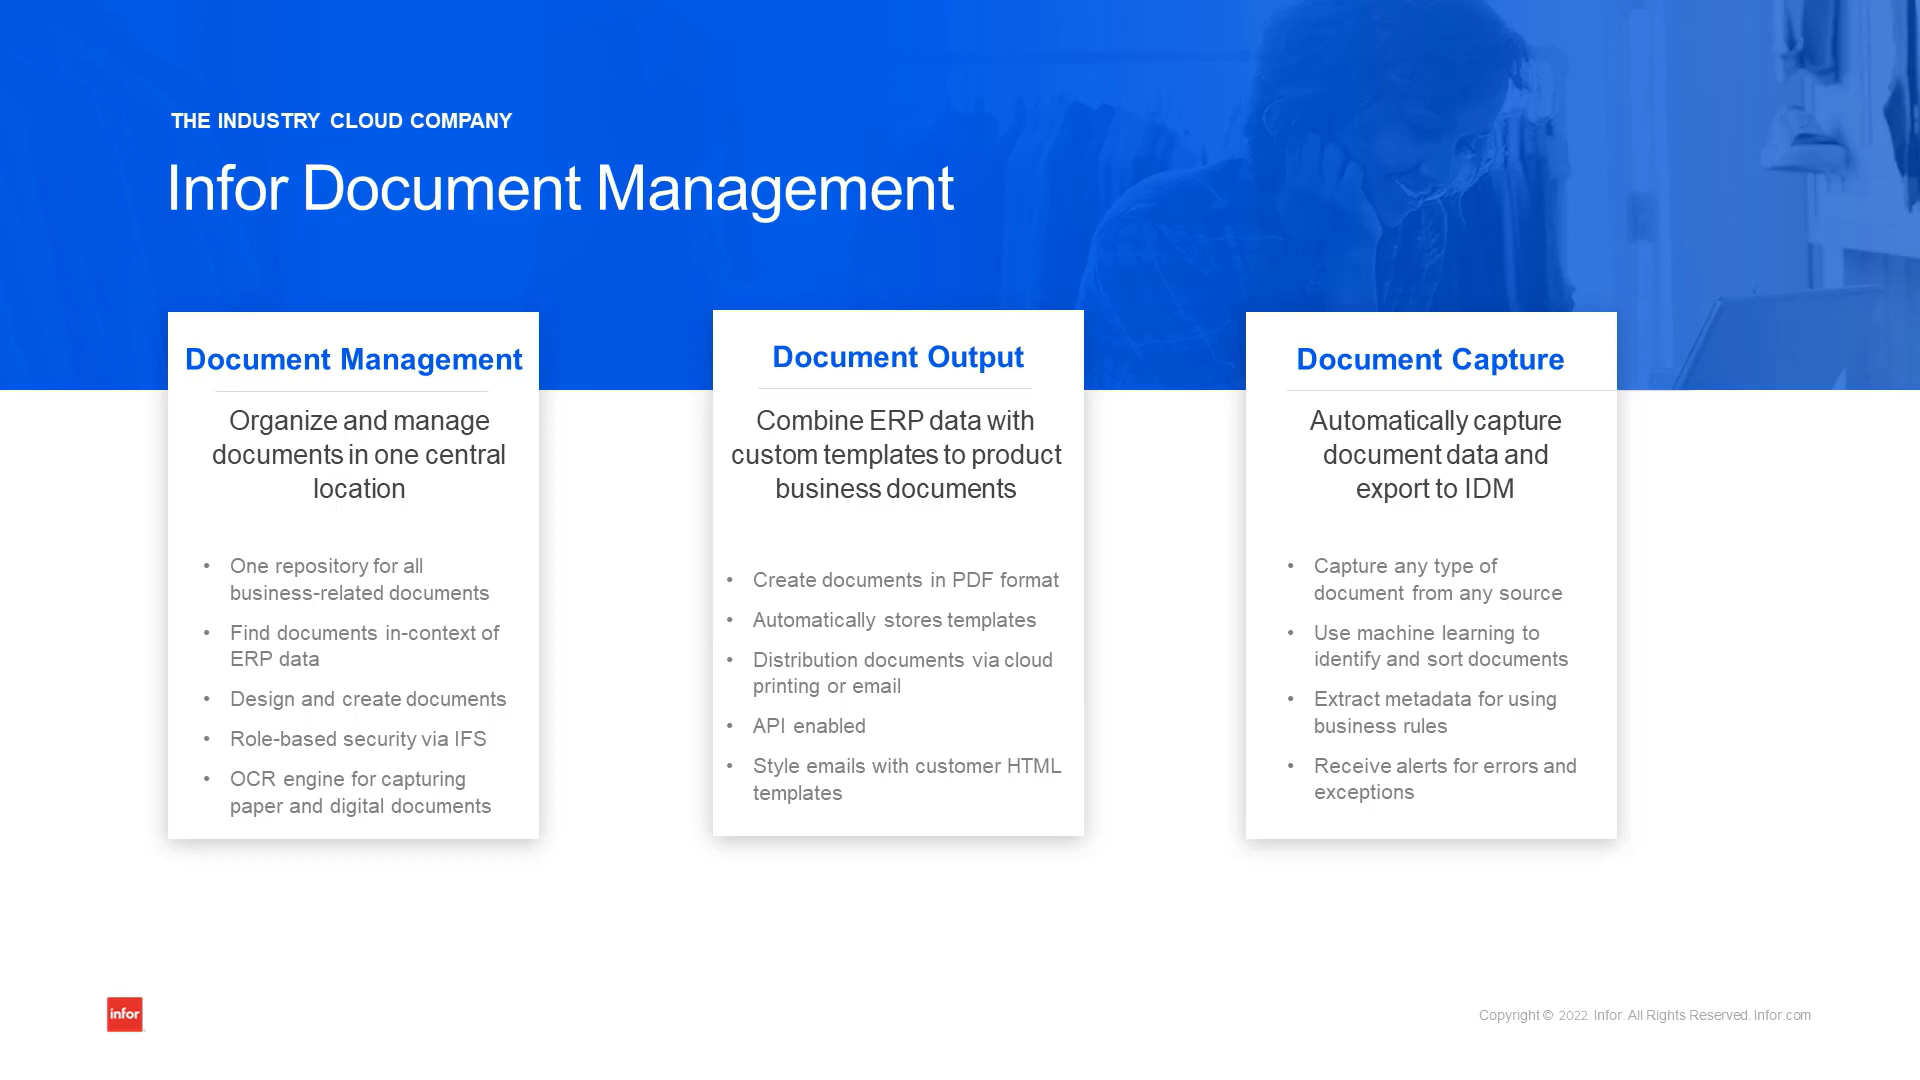 THE INDUSTRY CLOUD COMPANY
Infor Document Management
Document Management
Organize and manage
documents in one central
location
• One repository for all
business-related documents
• Find documents in-context of
ERP data
• Design and create documents
• Role-based security via IFS
• OCR engine for capturing
paper and digital documents
Document Output
Combine ERP data with
custom templates to product
business documents
• Create documents in PDF format
• Automatically stores templates
• Distribution documents via cloud
printing or email
• API enabled
• Style emails with customer HTML
templates
Document Capture
Automatically capture
document data and
export to IDM
• Capture any type of
document from any source
• Use machine learning to
identify and sort documents
• Extract metadata for using
business rules
• Receive alerts for errors and
exceptions
infor
Copyright © 2022 Infor. All Rights Reserved. Infor.com